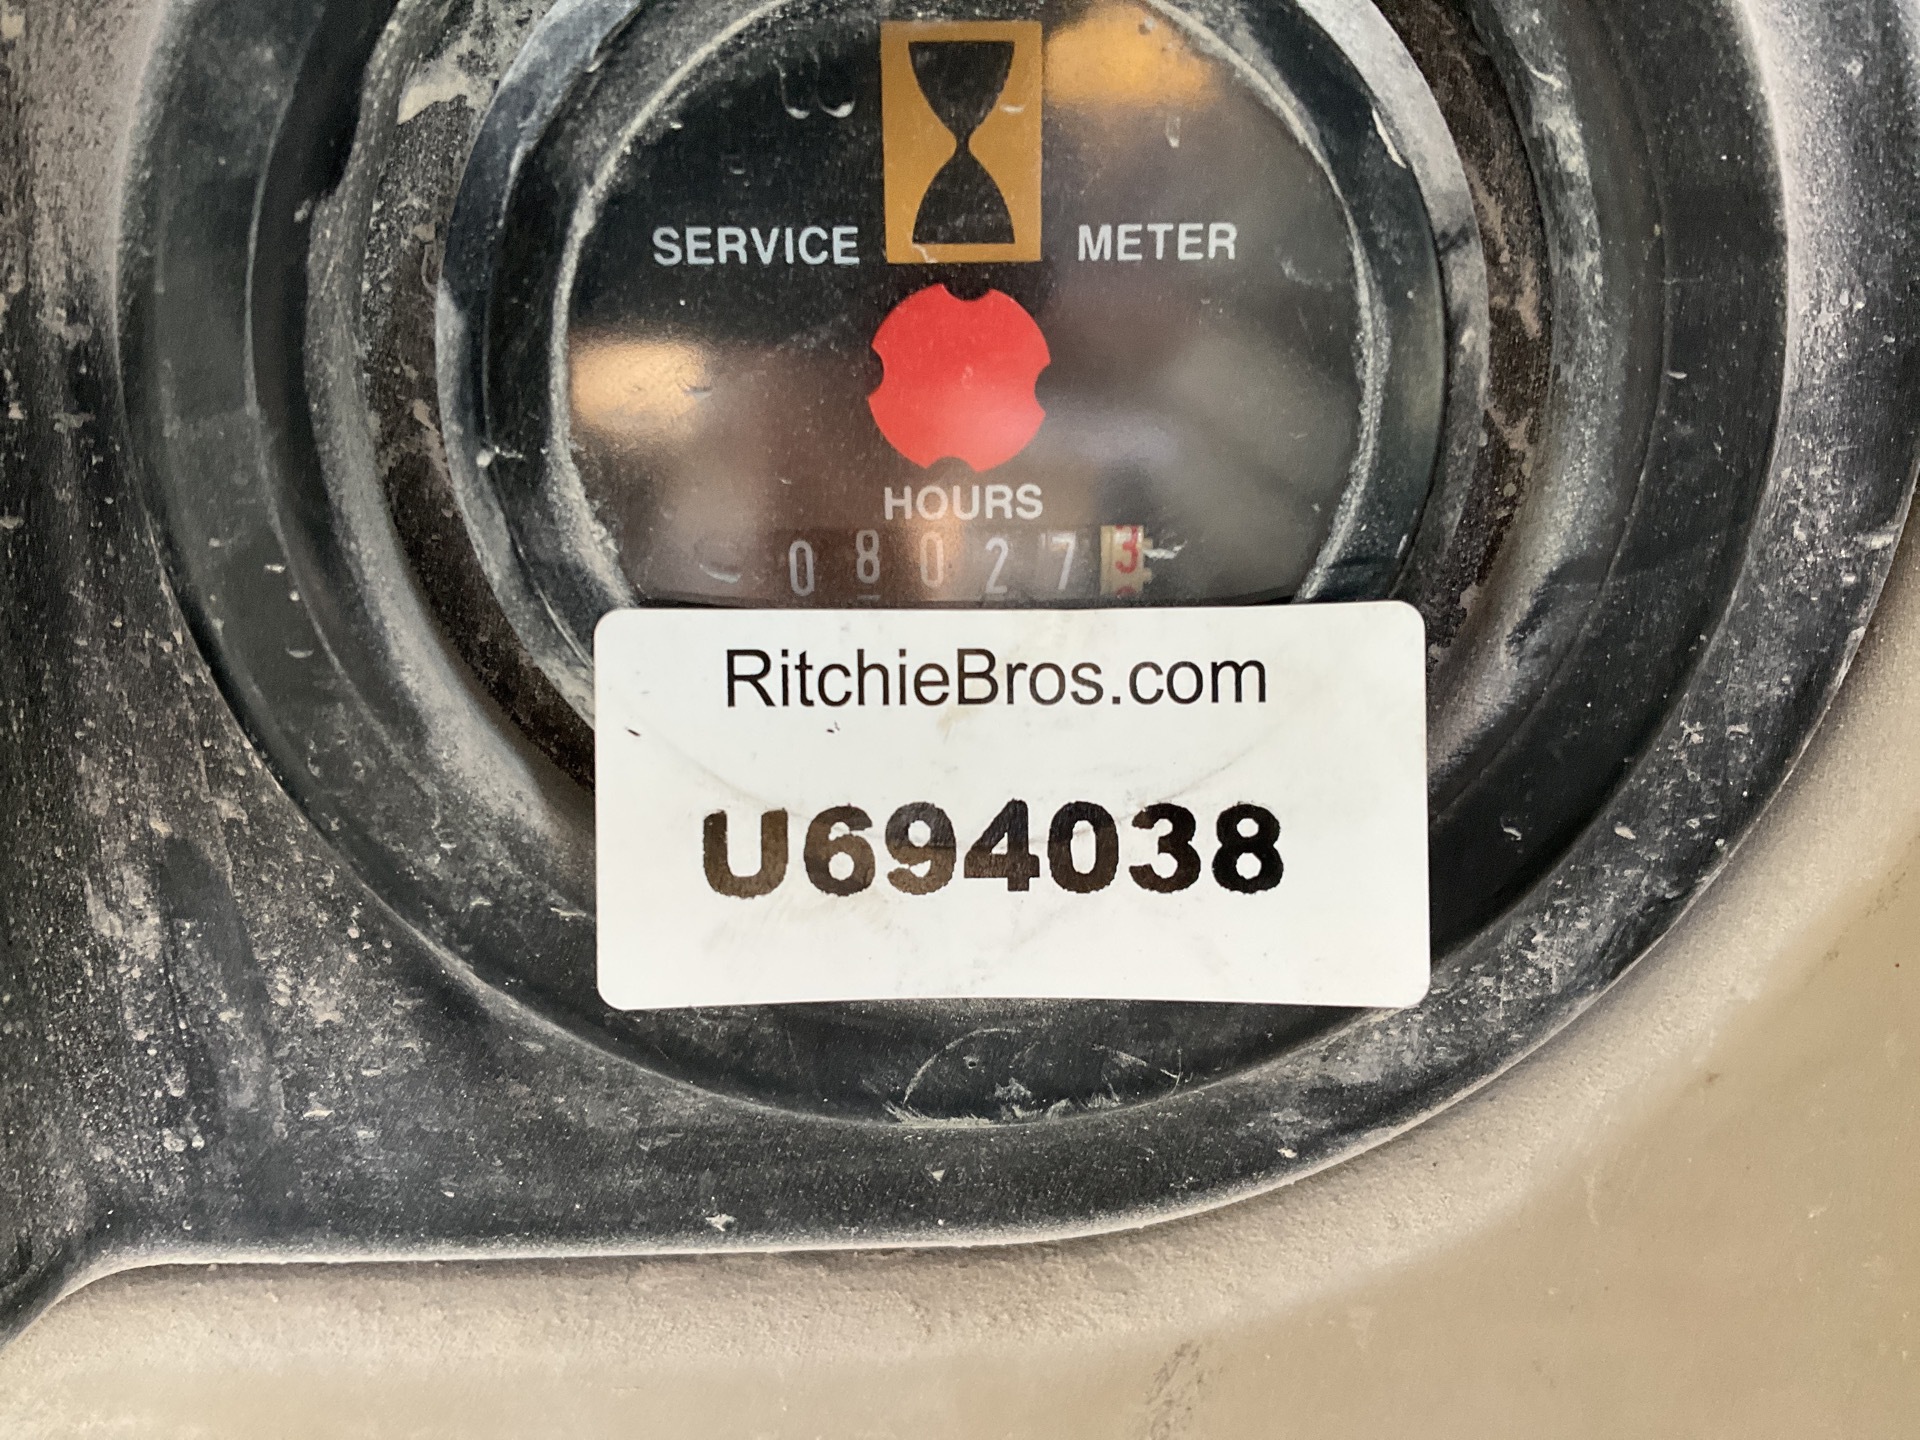 SERVICE METER
HOURS
080273
RitchieBros.com
U694038